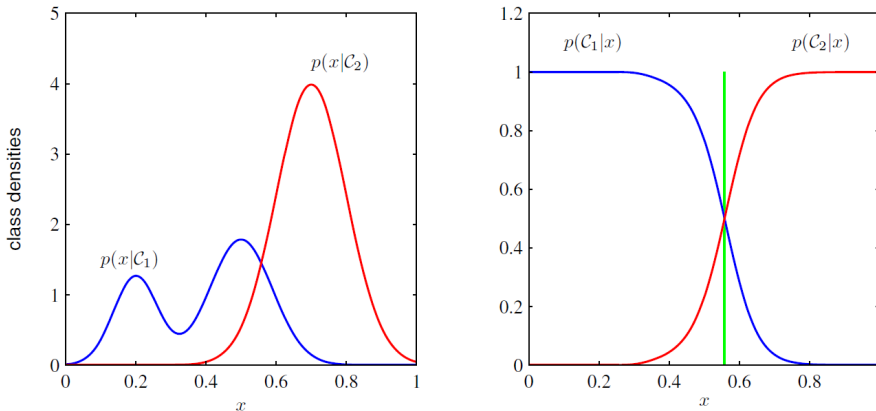 5
4
3
2
1
0
class densities
p(x|C₂)
p(x|C₁)
0 0.2 0.4 0.6 0.8 1
x
1.2
1
0.8
0.6
0.4
0.2
0
p(C₁|x) p(C₂|x)
0 0.2 0.4 0.6 0.8
x